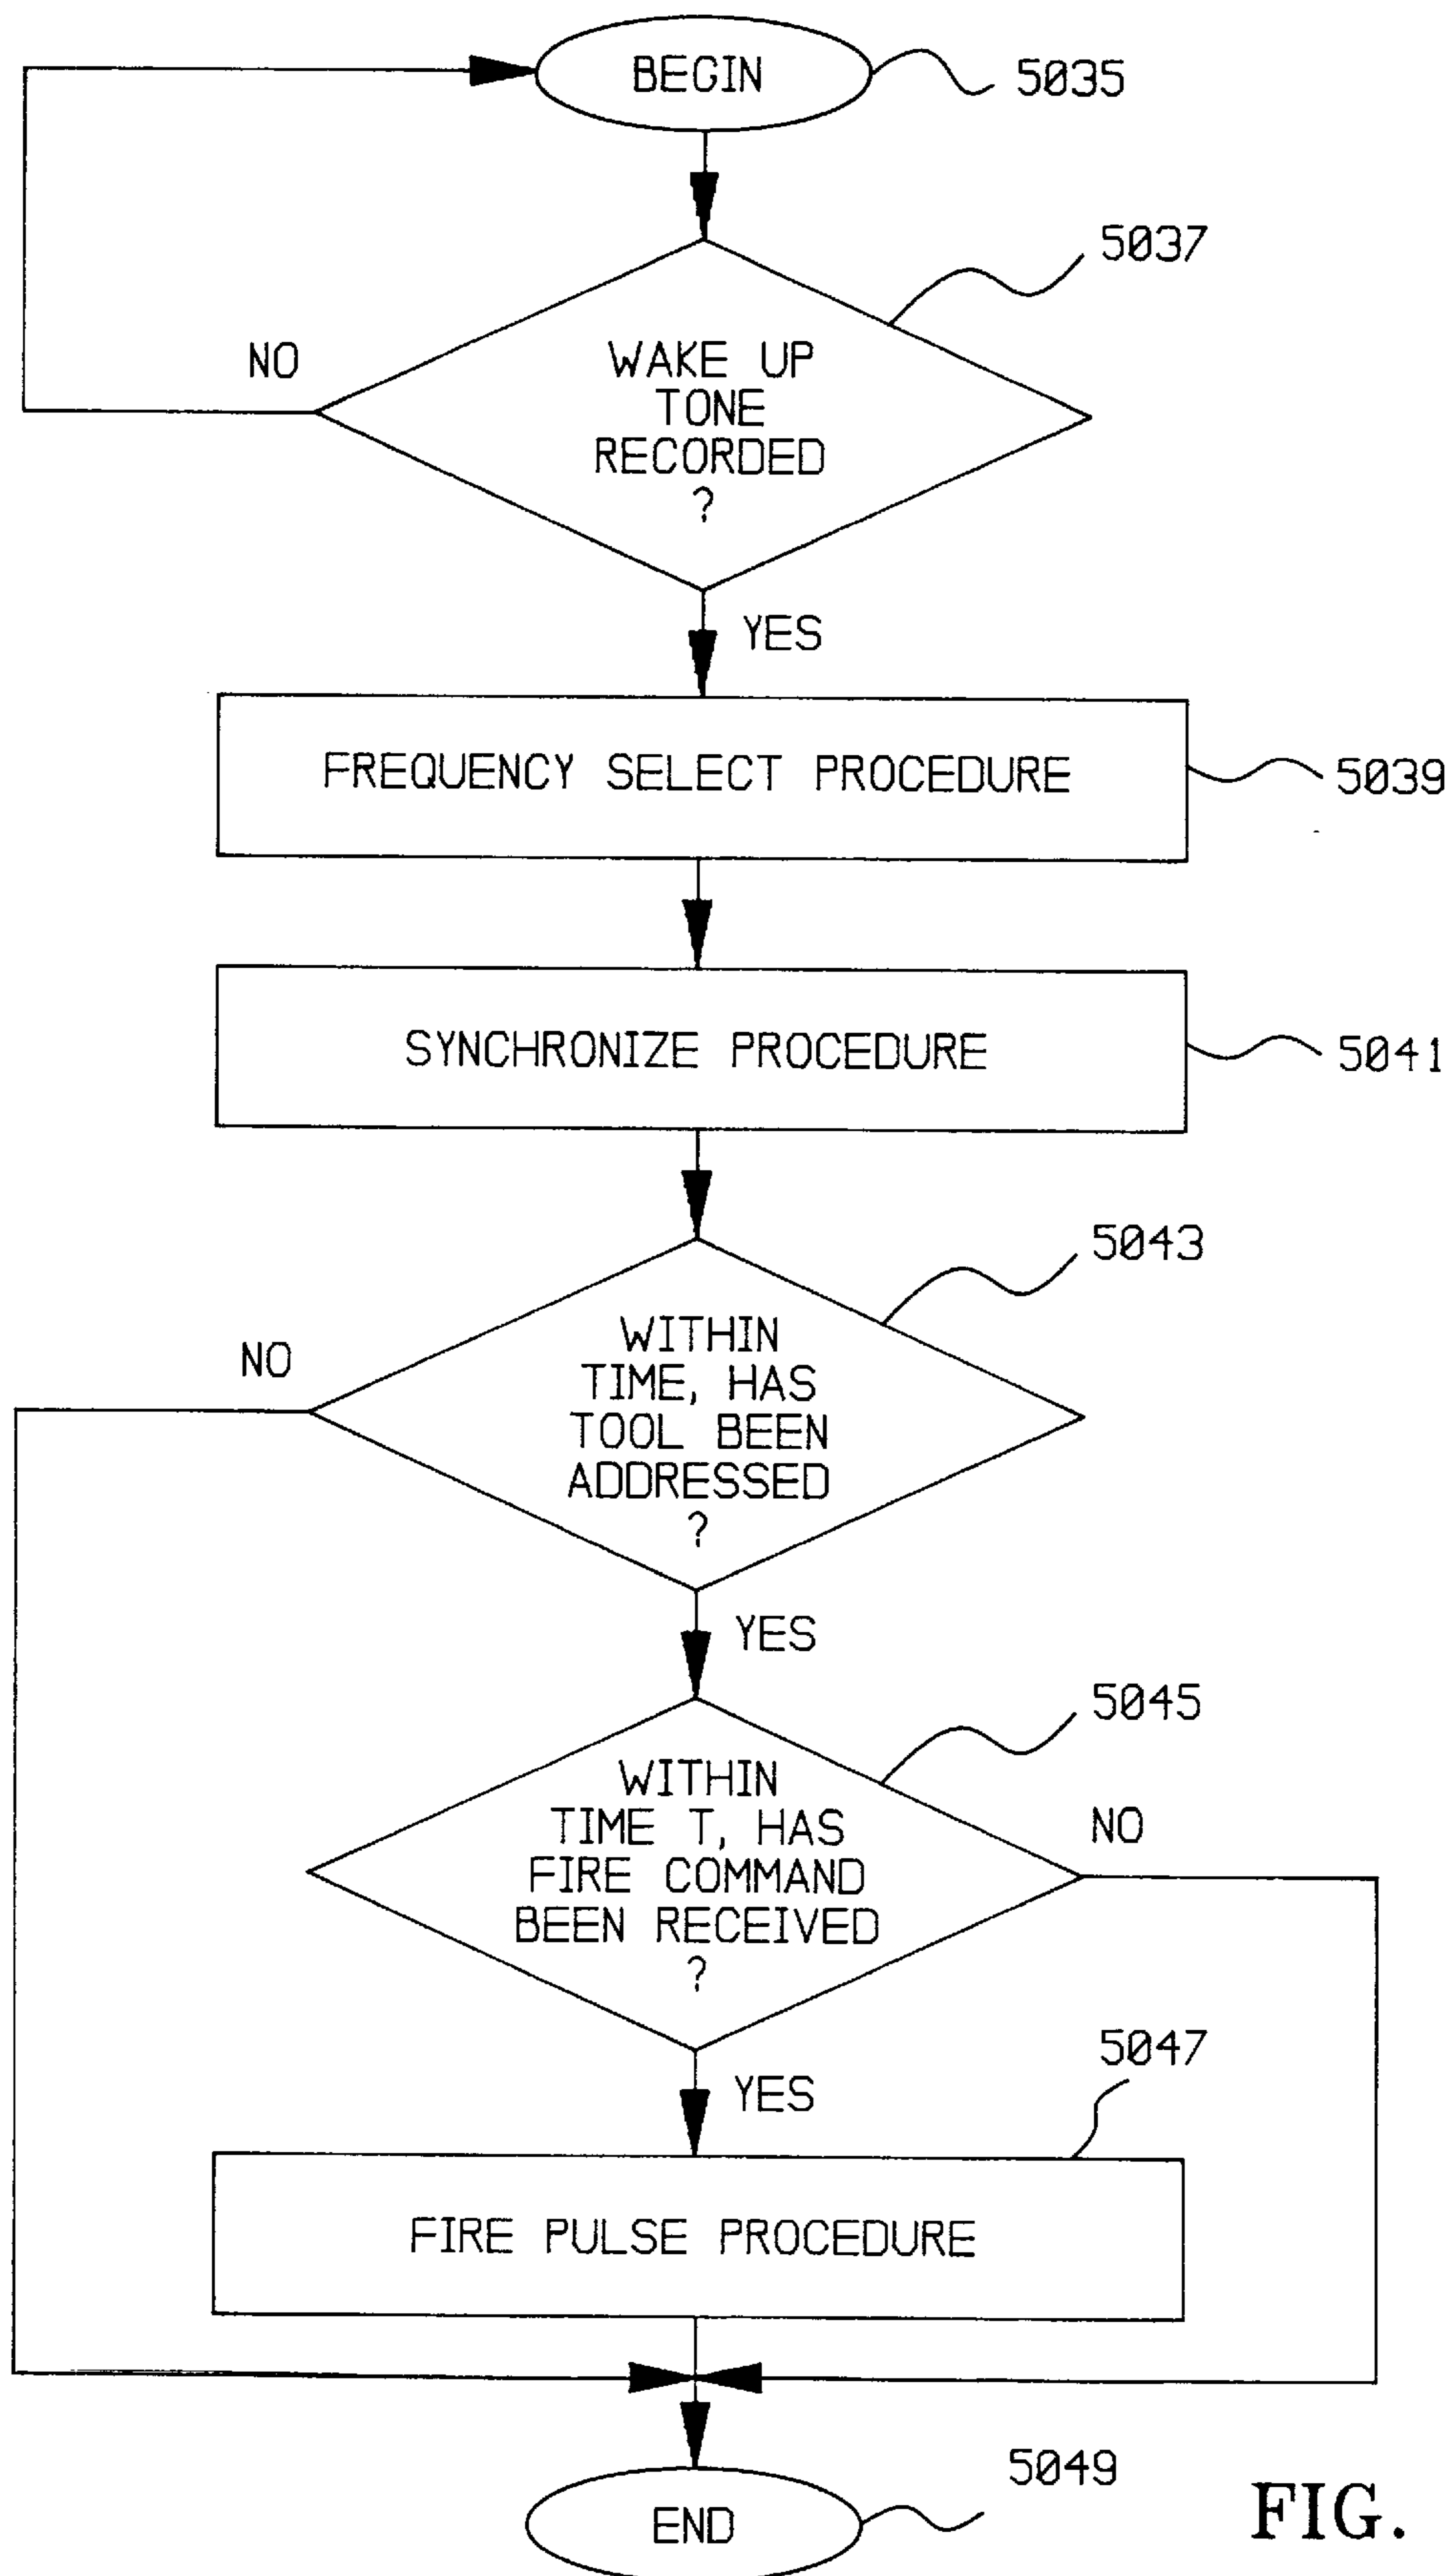 BEGIN
5035
5037
NO
WAKE UP
TONE
RECORDED
?
YES
FREQUENCY SELECT PROCEDURE
5039
SYNCHRONIZE PROCEDURE
5041
5043
NO
WITHIN
TIME, HAS
TOOL BEEN
ADDRESSED
?
YES
5045
WITHIN
TIME T, HAS
FIRE COMMAND
BEEN RECEIVED
?
NO
5047
YES
FIRE PULSE PROCEDURE
5049
END
FIG.